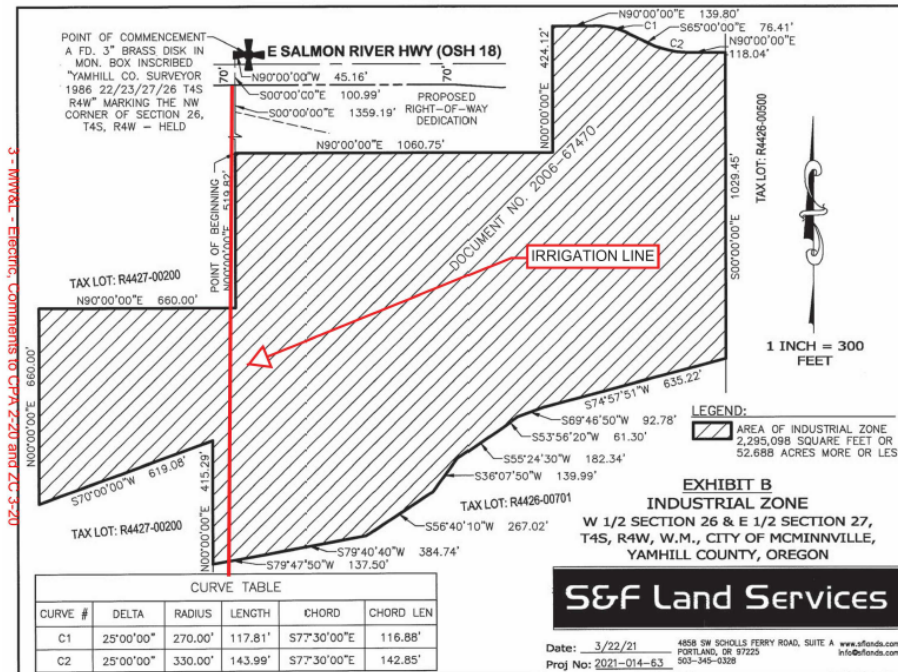 POINT OF COMMENCEMENT
A FD. 3" BRASS DISK IN
MON. BOX INSCRIBED
"YAMHILL CO. SURVEYOR
1986 22/23/27/26 T4S
R4W" MARKING THE NW
CORNER OF SECTION 26,
T4S, R4W – HELD
E SALMON RIVER HWY (OSH 18)
70'
N90°00'00"W 45.16'
70'
S00°00'00"E 100.99'
S00°00'00"E 1359.19'
PROPOSED
RIGHT-OF-WAY
DEDICATION
N90°00'00"E 1060.75'
N00°00'00"E 424.12'
N90°00'00"E 139.80'
C1
S65°00'00"E 76.41'
C2
N90°00'00"E
118.04'
TAX LOT: R4426-00500
S00°00'00"E 1029.45'
DOCUMENT NO. 2006-67470
POINT OF BEGINNING
N00°00'00"E 519.82'
IRRIGATION LINE
TAX LOT: R4427-00200
N90°00'00"E 660.00'
N00°00'00"E 660.00'
S70°00'00"W 619.08'
TAX LOT: R4427-00200
N00°00'00"E 415.29'
S79°47'50"W 137.50'
S79°40'40"W 384.74'
S56°40'10"W 267.02'
TAX LOT: R4426-00701
S36°07'50"W 139.99'
S55°24'30"W 182.34'
S53°56'20"W 61.30'
S69°46'50"W 92.78'
S74°57'51"W 635.22'
1 INCH = 300
FEET
LEGEND:
AREA OF INDUSTRIAL ZONE
2,295,098 SQUARE FEET OR
52.688 ACRES MORE OR LES
EXHIBIT B
INDUSTRIAL ZONE
W 1/2 SECTION 26 & E 1/2 SECTION 27,
T4S, R4W, W.M., CITY OF MCMINNVILLE,
YAMHILL COUNTY, OREGON
S&F Land Services
Date: 3/22/21
Proj No: 2021-014-63
4858 SW SCHOLLS FERRY ROAD, SUITE A
PORTLAND, OR 97225
503-345-0328
www.sflands.com
info@sflands.com
CURVE TABLE
CURVE # DELTA RADIUS LENGTH CHORD CHORD LEN
C1 25°00'00" 270.00' 117.81' S77°30'00"E 116.88'
C2 25°00'00" 330.00' 143.99' S77°30'00"E 142.85'
3 - MW&L - Electric, Comments to CPA 2-20 and ZC 3-20